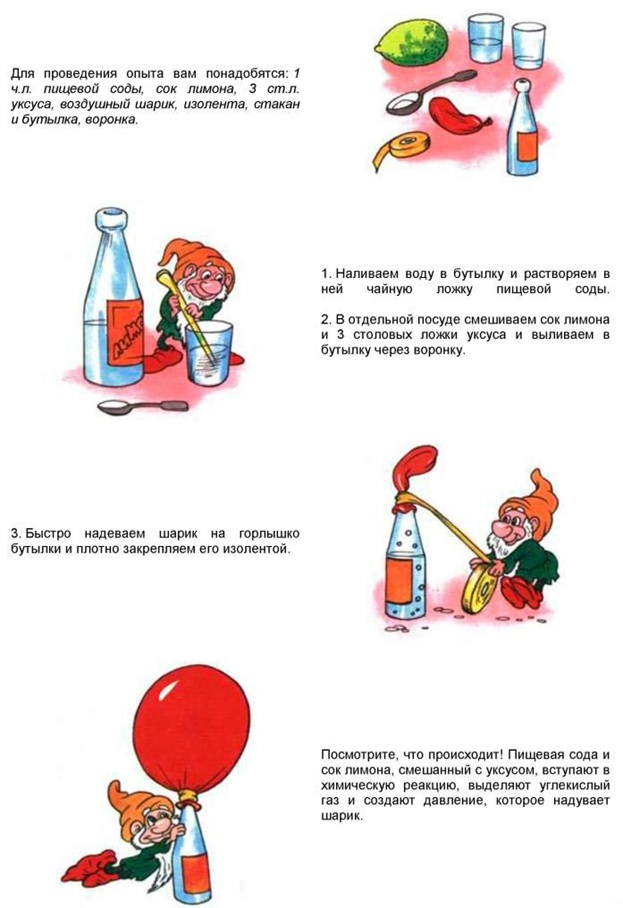 Для проведения опыта вам понадобятся: 1
ч.л. пищевой соды, сок лимона, 3 ст.л.
уксуса, воздушный шарик, изолента, стакан
и бутылка, воронка.
ЛИМО
1. Наливаем воду в бутылку и растворяем в
ней чайную ложку пищевой соды.
2. В отдельной посуде смешиваем сок лимона
и 3 столовых ложки уксуса и выливаем в
бутылку через воронку.
3. Быстро надеваем шарик на горлышко
бутылки и плотно закрепляем его изолентой.
Посмотрите, что происходит! Пищевая сода и
сок лимона, смешанный с уксусом, вступают в
химическую реакцию, выделяют углекислый
газ и создают давление, которое надувает
шарик.